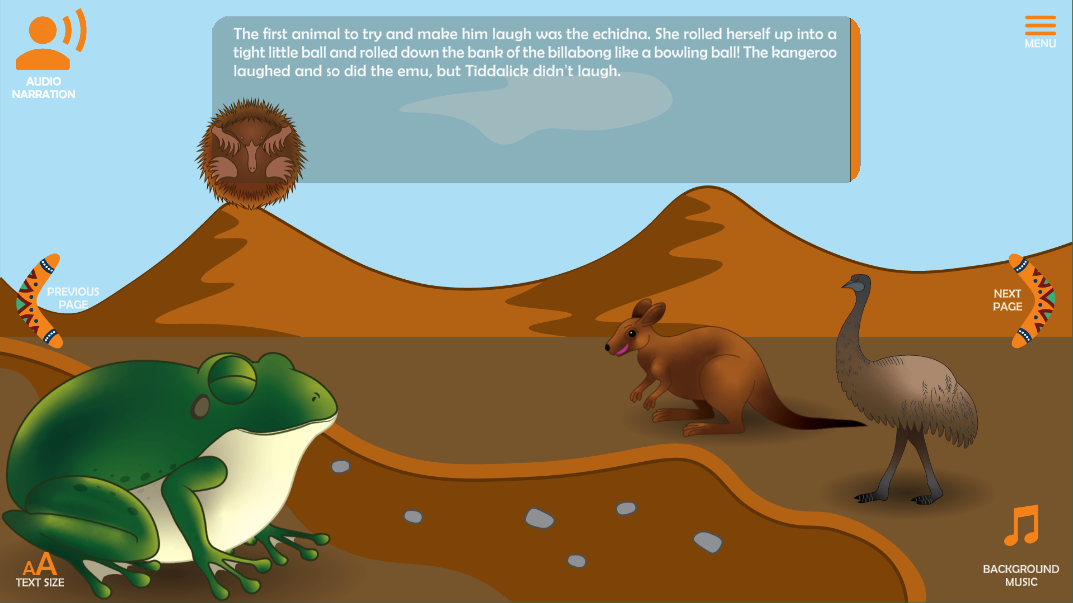 AUDIO
NARRATION
The first animal to try and make him laugh was the echidna. She rolled herself up into a
tight little ball and rolled down the bank of the billabong like a bowling ball! The kangeroo
laughed and so did the emu, but Tiddalick didn't laugh.
MENU
PREVIOUS
PAGE
NEXT
PAGE
AA
TEXT SIZE
BACKGROUND
MUSIC